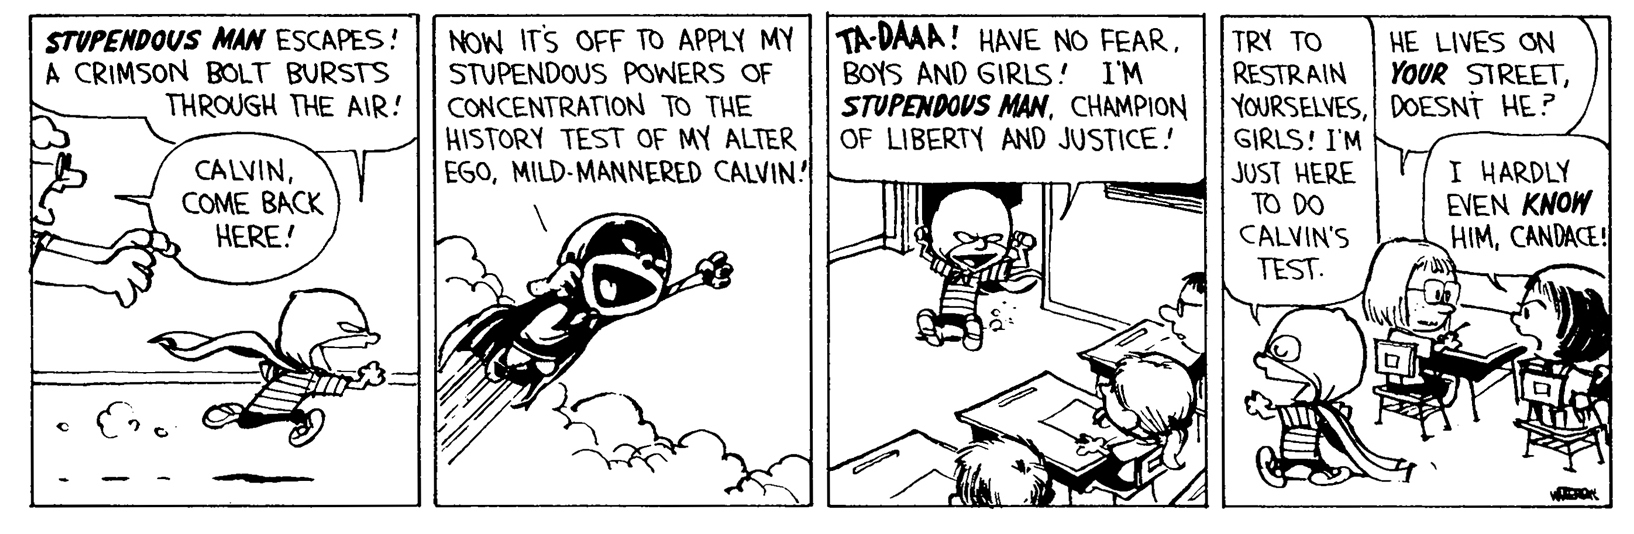 STUPENDOUS MAN ESCAPES!
A CRIMSON BOLT BURSTS
THROUGH THE AIR!
CALVIN,
COME BACK
HERE!
NOW IT'S OFF TO APPLY MY
STUPENDOUS POWERS OF
CONCENTRATION TO THE
HISTORY TEST OF MY ALTER
EGO, MILD-MANNERED CALVIN!
TA-DAAA! HAVE NO FEAR,
BOYS AND GIRLS! I'M
STUPENDOUS MAN, CHAMPION
OF LIBERTY AND JUSTICE!
TRY TO
RESTRAIN
YOURSELVES,
GIRLS! I'M
JUST HERE
TO DO
CALVIN'S
TEST.
HE LIVES ON
YOUR STREET,
DOESN'T HE?
I HARDLY
EVEN KNOW
HIM, CANDACE!